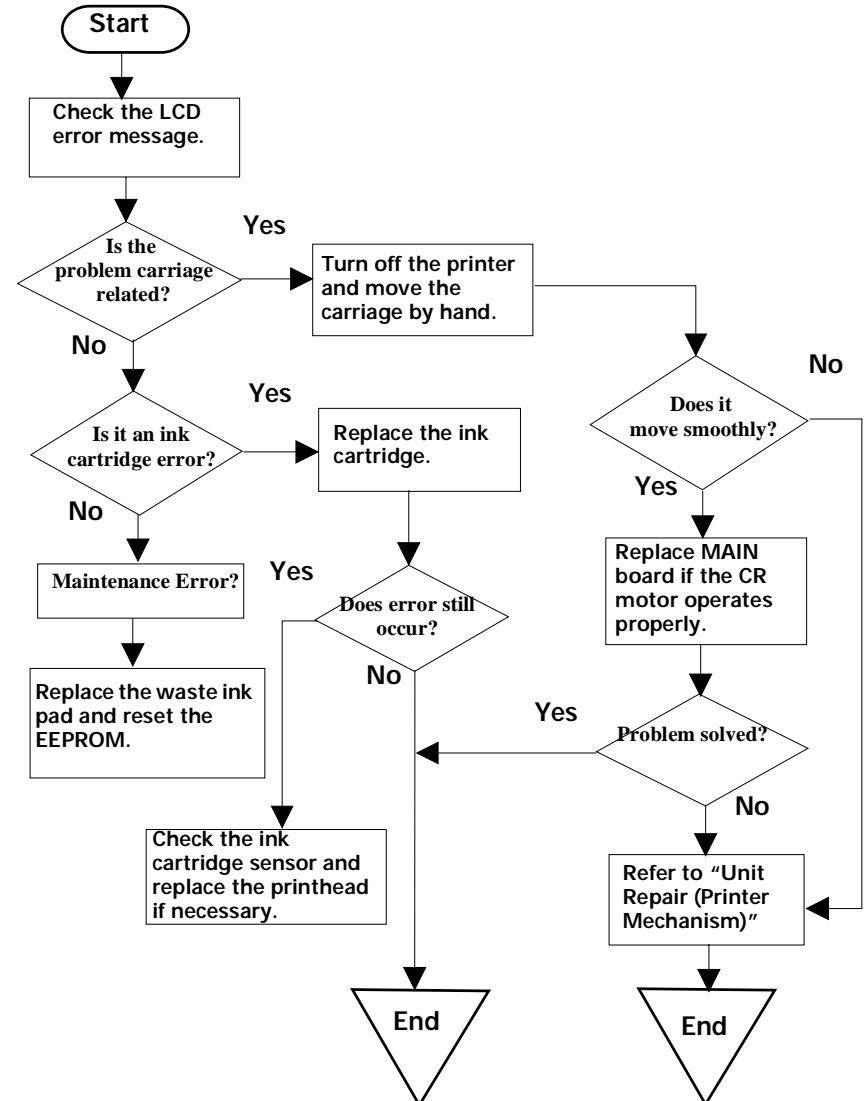 Start
Check the LCD
error message.
Yes
Is the
problem carriage
related?
Turn off the printer
and move the
carriage by hand.
No
Yes
No
Is it an ink
cartridge error?
Replace the ink
cartridge.
Does it
move smoothly?
No
Yes
Maintenance Error?
Yes
Does error still
occur?
Replace MAIN
board if the CR
motor operates
properly.
No
Replace the waste ink
pad and reset the
EEPROM.
Yes
Problem solved?
No
Check the ink
cartridge sensor and
replace the printhead
if necessary.
Refer to “Unit
Repair (Printer
Mechanism)”
End
End